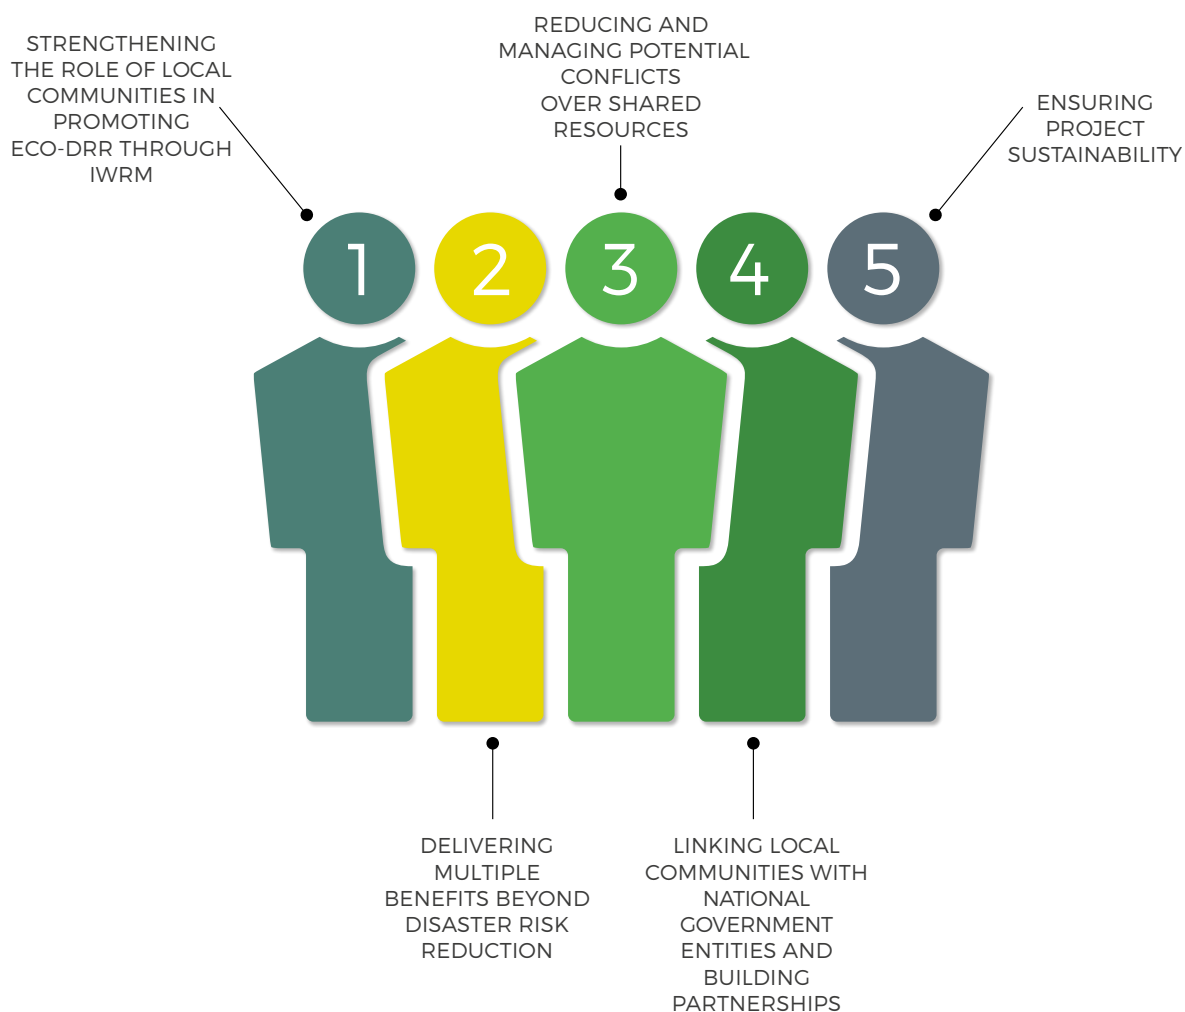 STRENGTHENING
THE ROLE OF LOCAL
COMMUNITIES IN
PROMOTING
ECO-DRR THROUGH
IWRM
REDUCING AND
MANAGING POTENTIAL
CONFLICTS
OVER SHARED
RESOURCES
ENSURING
PROJECT
SUSTAINABILITY
1
2
3
4
5
DELIVERING
MULTIPLE
BENEFITS BEYOND
DISASTER RISK
REDUCTION
LINKING LOCAL
COMMUNITIES WITH
NATIONAL
GOVERNMENT
ENTITIES AND
BUILDING
PARTNERSHIPS